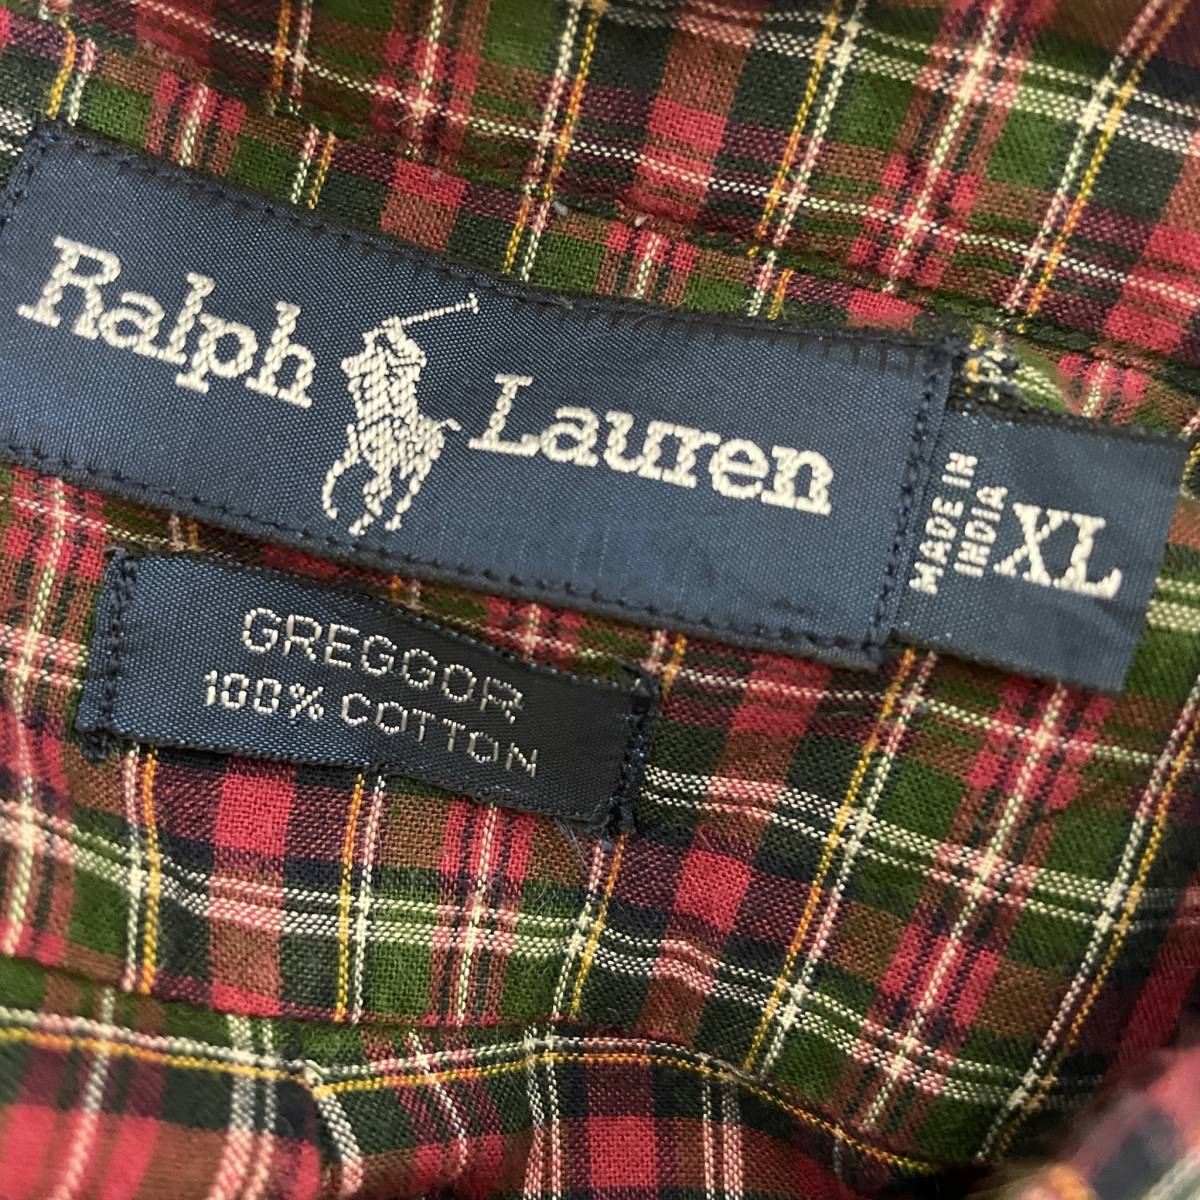 Ralph Lauren
MADE IN
INDIA
XL
GREGGOR
100% COTTON